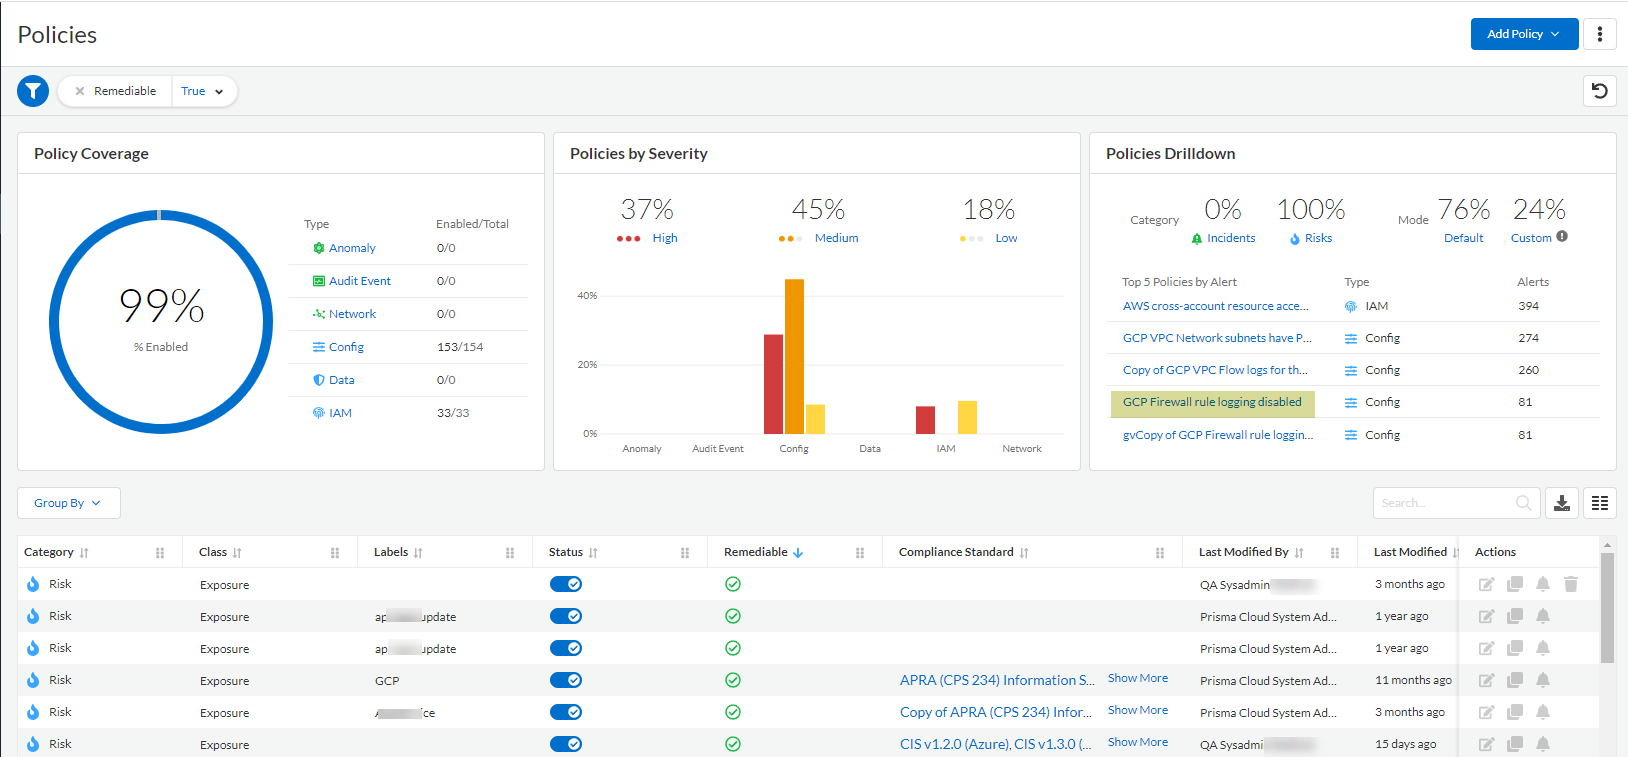 Policies
Add Policy
Remediable True
Policy Coverage
99%
% Enabled
Type Enabled/Total
Anomaly 0/0
Audit Event 0/0
Network 0/0
Config 153/154
Data 0/0
IAM 33/33
Policies by Severity
37% 45% 18%
High Medium Low
40%
20%
0%
Anomaly Audit Event Config Data IAM Network
Policies Drilldown
Category 0% 100% Mode 76% 24%
Incidents Risks Default Custom
Top 5 Policies by Alert Type Alerts
AWS cross-account resource acce... IAM 394
GCP VPC Network subnets have P... Config 274
Copy of GCP VPC Flow logs for th... Config 260
GCP Firewall rule logging disabled Config 81
gvCopy of GCP Firewall rule loggin... Config 81
Group By
Search...
Category Class Labels Status Remediable Compliance Standard Last Modified By Last Modified Actions
Risk Exposure QA Sysadmin 3 months ago
Risk Exposure ap update Prisma Cloud System Ad... 1 year ago
Risk Exposure ap update Prisma Cloud System Ad... 1 year ago
Risk Exposure GCP APRA (CPS 234) Information S... Show More Prisma Cloud System Ad... 11 months ago
Risk Exposure ice Copy of APRA (CPS 234) Infor... Show More Prisma Cloud System Ad... 3 months ago
Risk Exposure CIS v1.2.0 (Azure), CIS v1.3.0 (... Show More QA Sysadmi 15 days ago